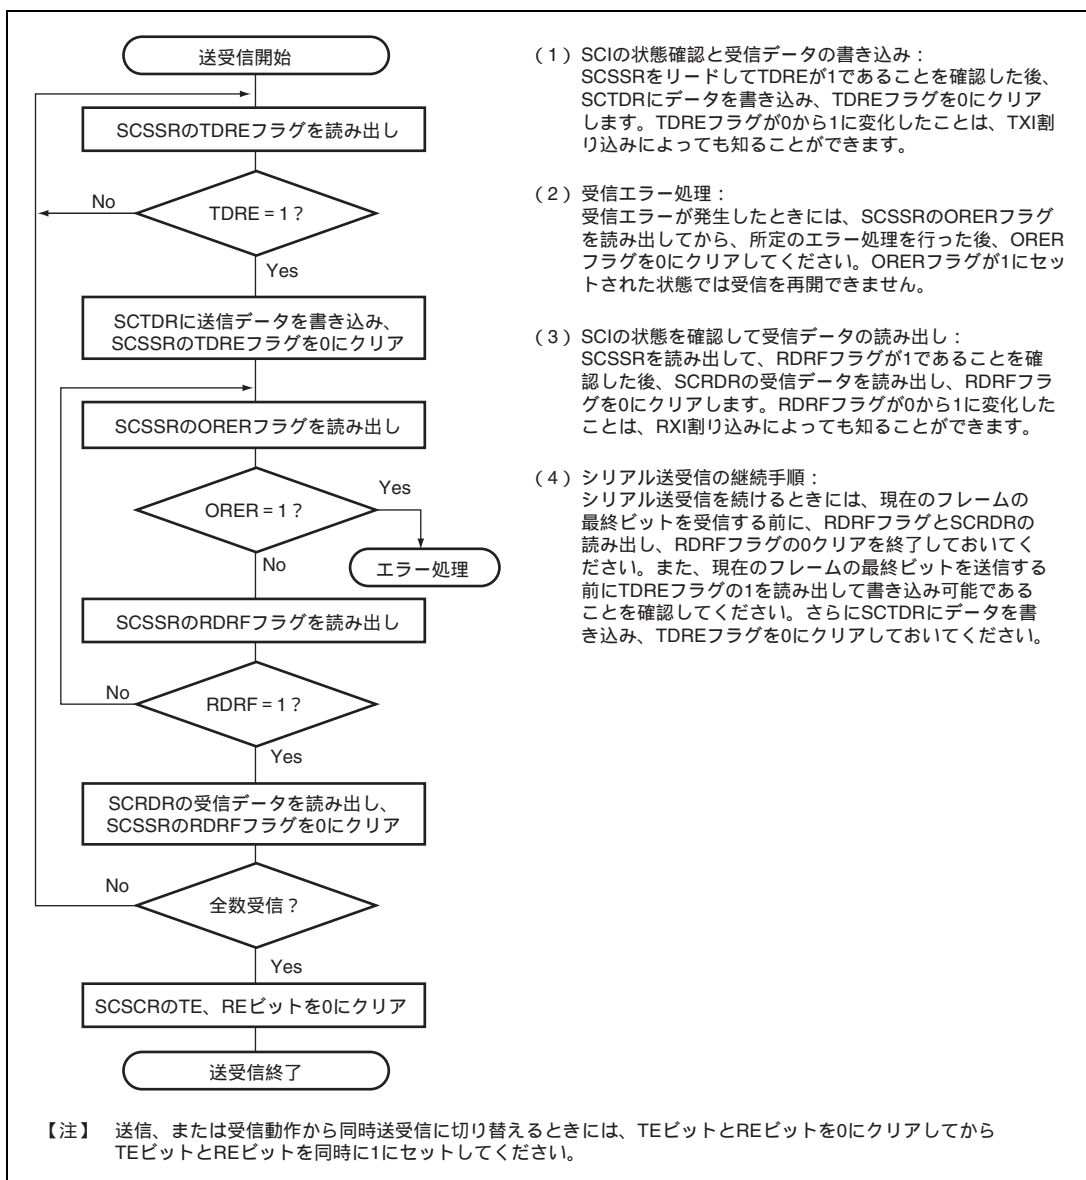 送受信開始
SCSSRのTDREフラグを読み出し
No
TDRE = 1？
Yes
SCTDRに送信データを書き込み、
SCSSRのTDREフラグを0にクリア
SCSSRのORERフラグを読み出し
Yes
ORER = 1？
No
エラー処理
SCSSRのRDRFフラグを読み出し
No
RDRF = 1？
Yes
SCRDRの受信データを読み出し、
SCSSRのRDRFフラグを0にクリア
No
全数受信？
Yes
SCSCRのTE、REビットを0にクリア
送受信終了
（1）SCIの状態確認と受信データの書き込み：
SCSSRをリードしてTDREが1であることを確認した後、
SCTDRにデータを書き込み、TDREフラグを0にクリア
します。TDREフラグが0から1に変化したことは、TXI割
り込みによっても知ることができます。
（2）受信エラー処理：
受信エラーが発生したときには、SCSSRのORERフラグ
を読み出してから、所定のエラー処理を行った後、ORER
フラグを0にクリアしてください。ORERフラグが1にセッ
トされた状態では受信を再開できません。
（3）SCIの状態を確認して受信データの読み出し：
SCSSRを読み出して、RDRFフラグが1であることを確
認した後、SCRDRの受信データを読み出し、RDRFフラ
グを0にクリアします。RDRFフラグが0から1に変化した
ことは、RXI割り込みによっても知ることができます。
（4）シリアル送受信の継続手順：
シリアル送受信を続けるときには、現在のフレームの
最終ビットを受信する前に、RDRFフラグとSCRDRの
読み出し、RDRFフラグの0クリアを終了しておいてく
ださい。また、現在のフレームの最終ビットを送信する
前にTDREフラグの1を読み出して書き込み可能である
ことを確認してください。さらにSCTDRにデータを書
き込み、TDREフラグを0にクリアしておいてください。
【注】 送信、または受信動作から同時送受信に切り替えるときには、TEビットとREビットを0にクリアしてから
TEビットとREビットを同時に1にセットしてください。